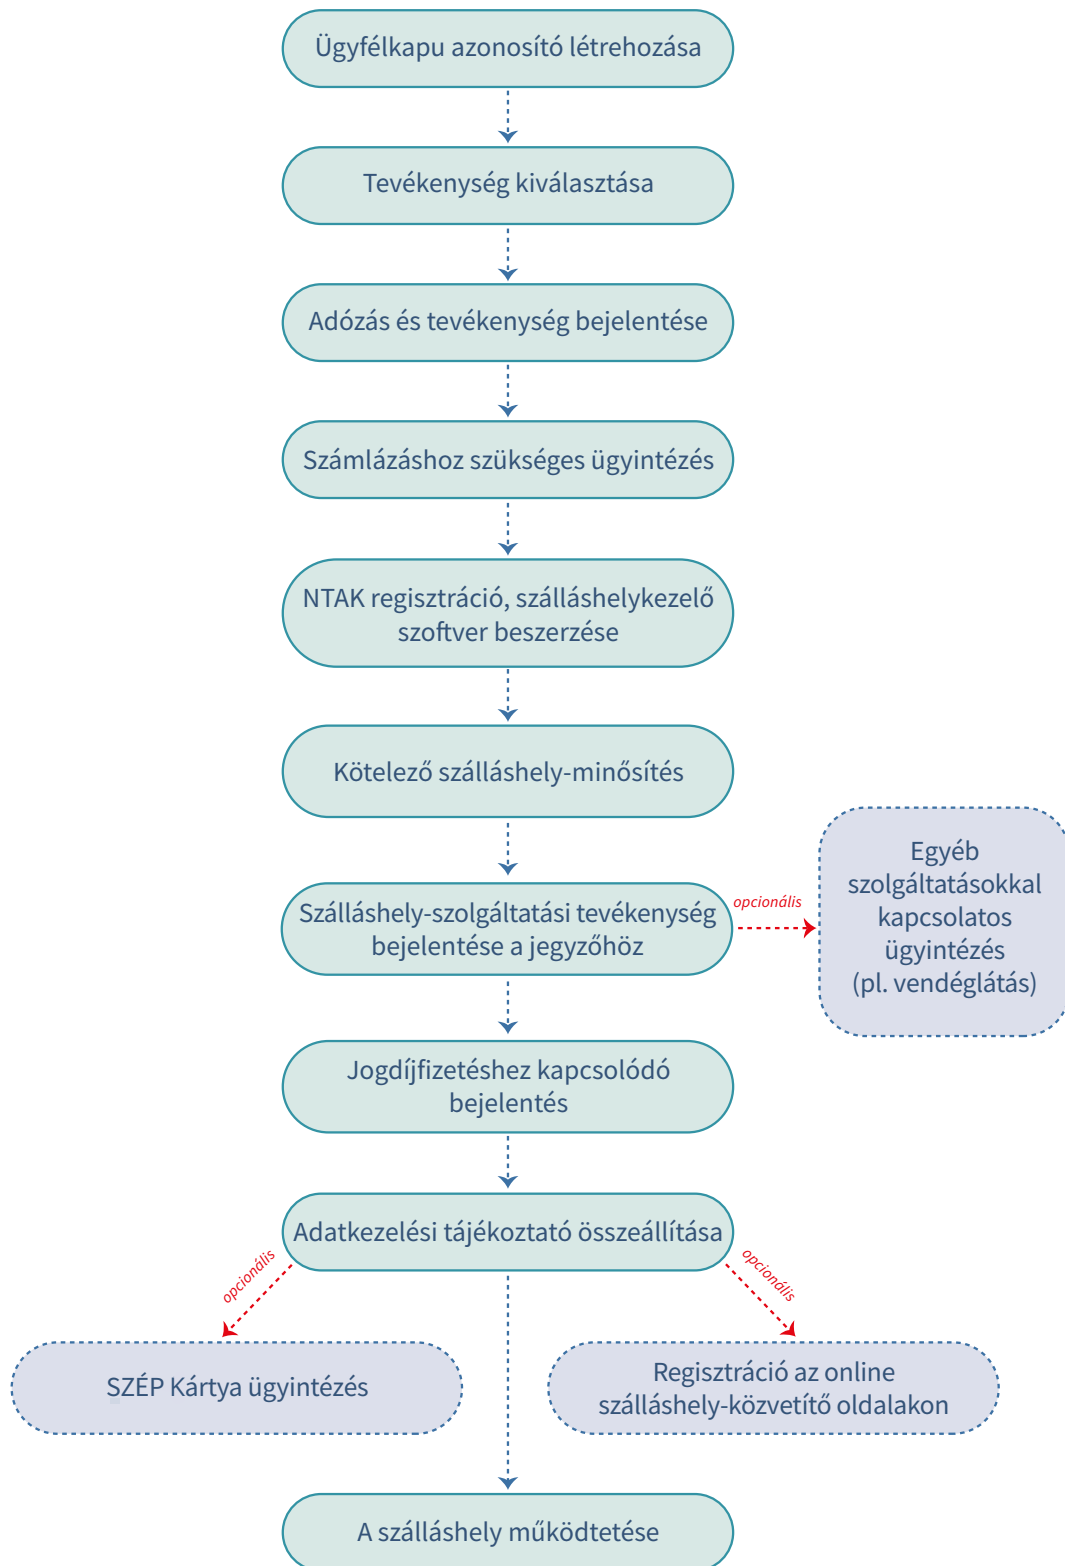 Ügyfélkapu azonosító létrehozása
Tevékenység kiválasztása
Adózás és tevékenység bejelentése
Számlázáshoz szükséges ügyintézés
NTAK regisztráció, szálláshelykezelő
szoftver beszerzése
Kötelező szálláshely-minősítés
Szálláshely-szolgáltatási tevékenység
bejelentése a jegyzőhöz
opcionális
Egyéb
szolgáltatásokkal
kapcsolatos
ügyintézés
(pl. vendéglátás)
Jogdíjfizetéshez kapcsolódó
bejelentés
Adatkezelési tájékoztató összeállítása
opcionális
opcionális
SZÉP Kártya ügyintézés
Regisztráció az online
szálláshely-közvetítő oldalakon
A szálláshely működtetése